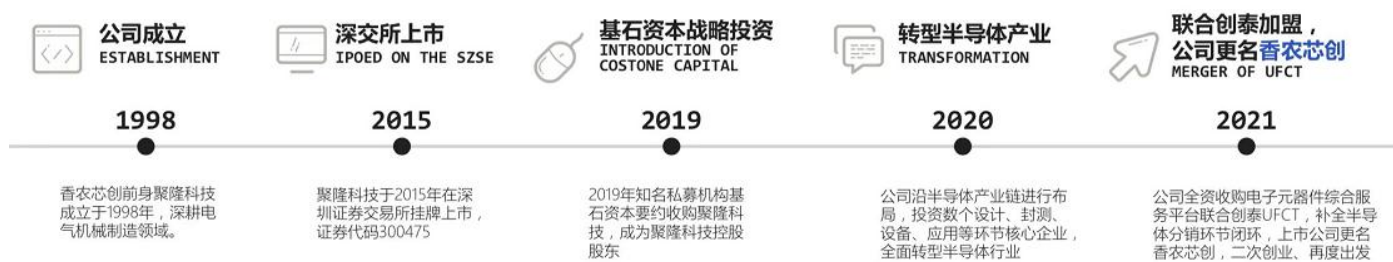 公司成立
ESTABLISHMENT
1998
香农芯创前身聚隆科技
成立于1998年，深耕电
气机械制造领域。
深交所上市
IPOED ON THE SZSE
2015
聚隆科技于2015年在深
圳证券交易所挂牌上市，
证券代码300475
基石资本战略投资
INTRODUCTION OF
COSTONE CAPITAL
2019
2019年知名私募机构基
石资本要约收购聚隆科
技，成为聚隆科技控股
股东
转型半导体产业
TRANSFORMATION
2020
公司沿半导体产业链进行布
局，投资数个设计、封测、
设备、应用等环节核心企业，
全面转型半导体行业
联合创泰加盟，
公司更名香农芯创
MERGER OF UFCT
2021
公司全资收购电子元器件综合服
务平台联合创泰UFCT，补全半导
体分销环节闭环，上市公司更名
香农芯创，二次创业、再度出发